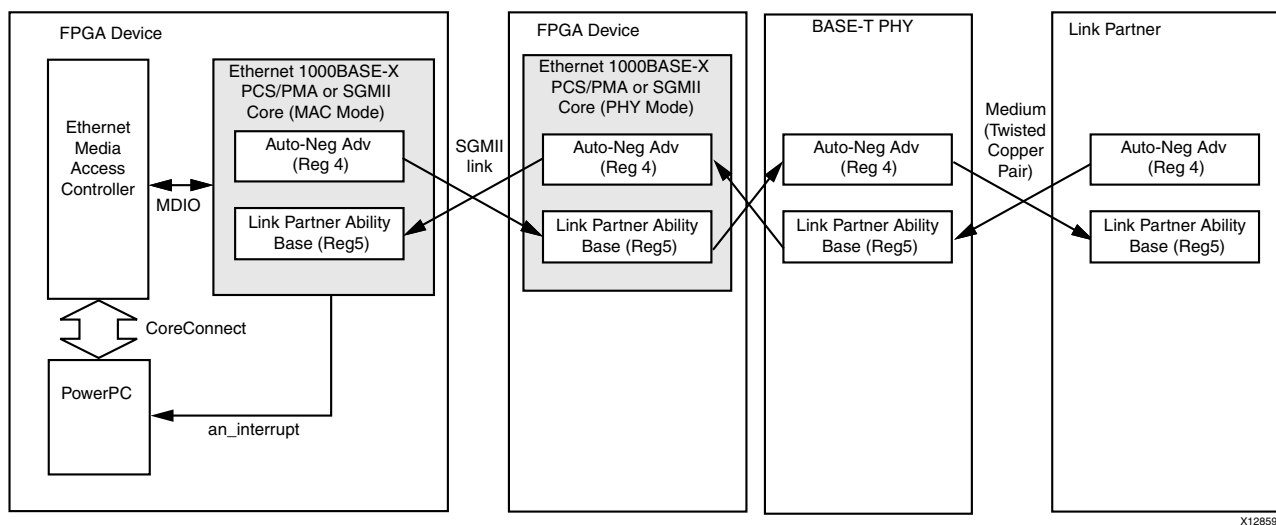 FPGA Device
Ethernet
Media
Access
Controller
MDIO
Ethernet 1000BASE-X
PCS/PMA or SGMII
Core (MAC Mode)
Auto-Neg Adv
(Reg 4)
Link Partner Ability
Base (Reg5)
CoreConnect
PowerPC
an_interrupt
SGMII
link
FPGA Device
Ethernet 1000BASE-X
PCS/PMA or SGMII
Core (PHY Mode)
Auto-Neg Adv
(Reg 4)
Link Partner Ability
Base (Reg5)
BASE-T PHY
Auto-Neg Adv
(Reg 4)
Link Partner Ability
Base (Reg5)
Medium
(Twisted
Copper
Pair)
Link Partner
Auto-Neg Adv
(Reg 4)
Link Partner Ability
Base (Reg5)
X12859